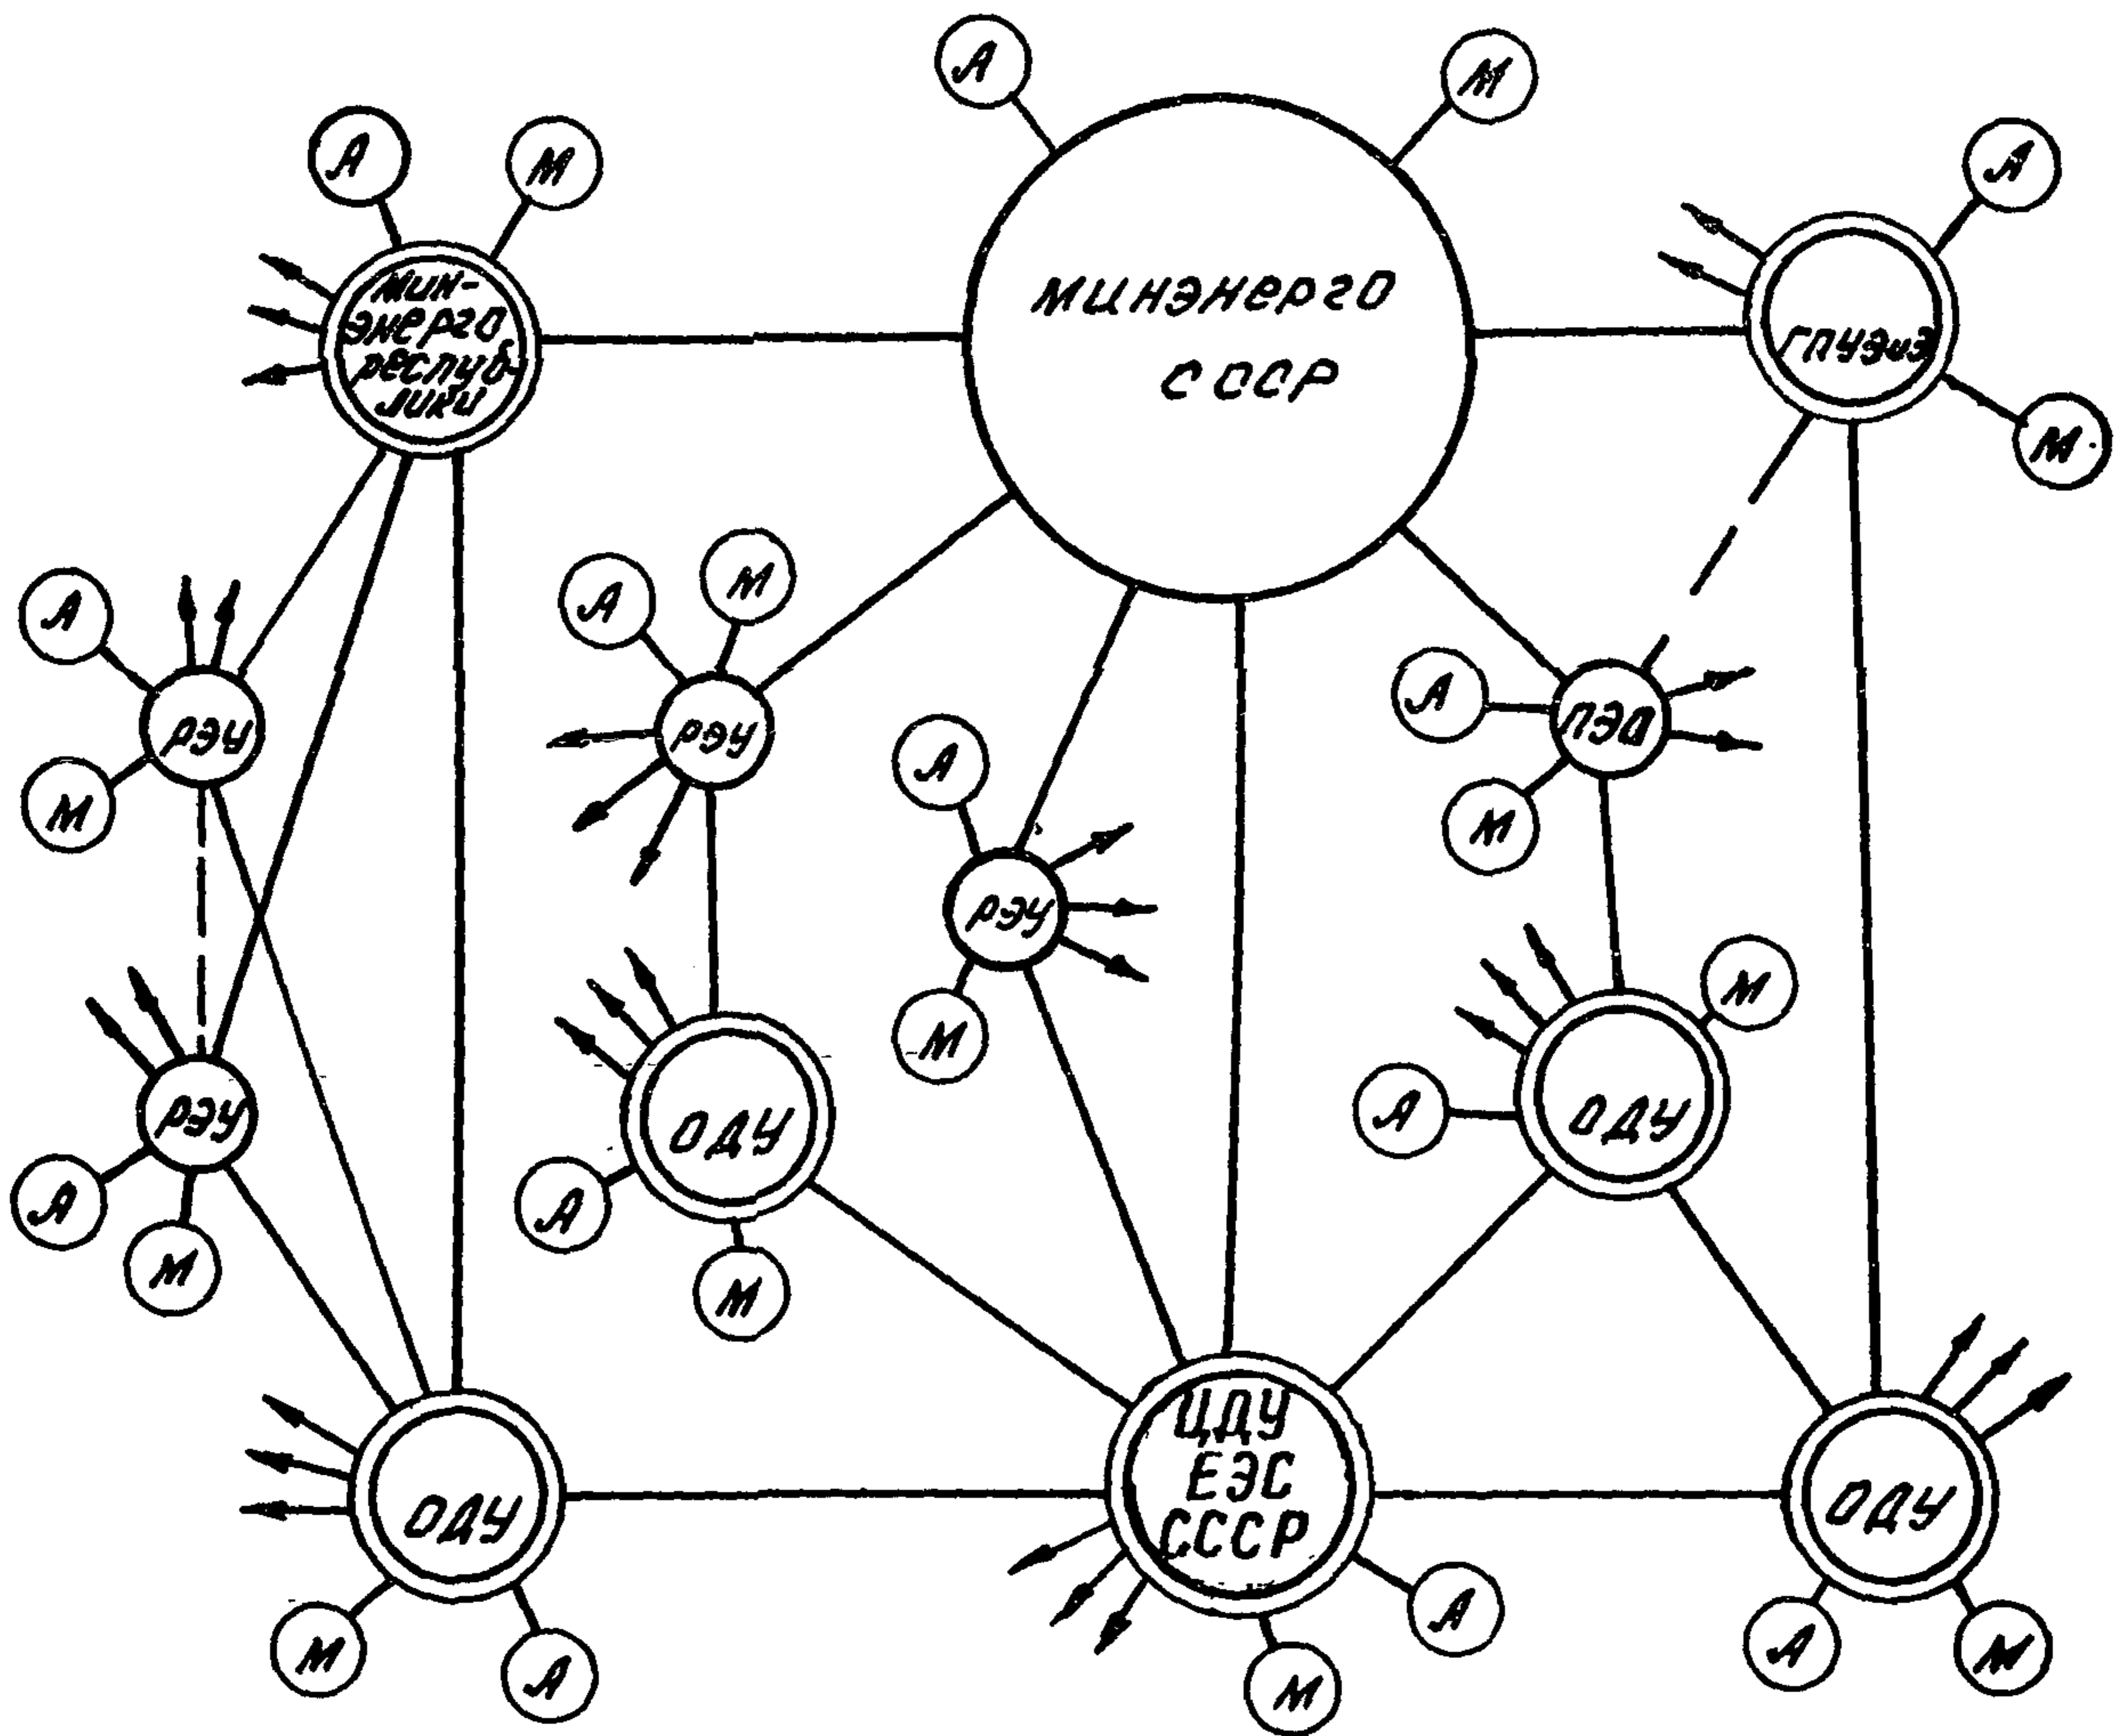 А
М
А
М
А
МИНЭНЕРГО
СССР
МИН-
ЭНЕРГО
РЕСПУБ-
ЛИКИ
ГПУЭиЭ
М
А
М
А
М
РЭУ
РЭУ
А
РЭУ
М
А
ПЭО
М
М
РЭУ
А
М
ОДУ
А
М
А
ОДУ
М
ОДУ
ЦДУ
ЕЭС
СССР
ОДУ
М
А
М
А
А
М